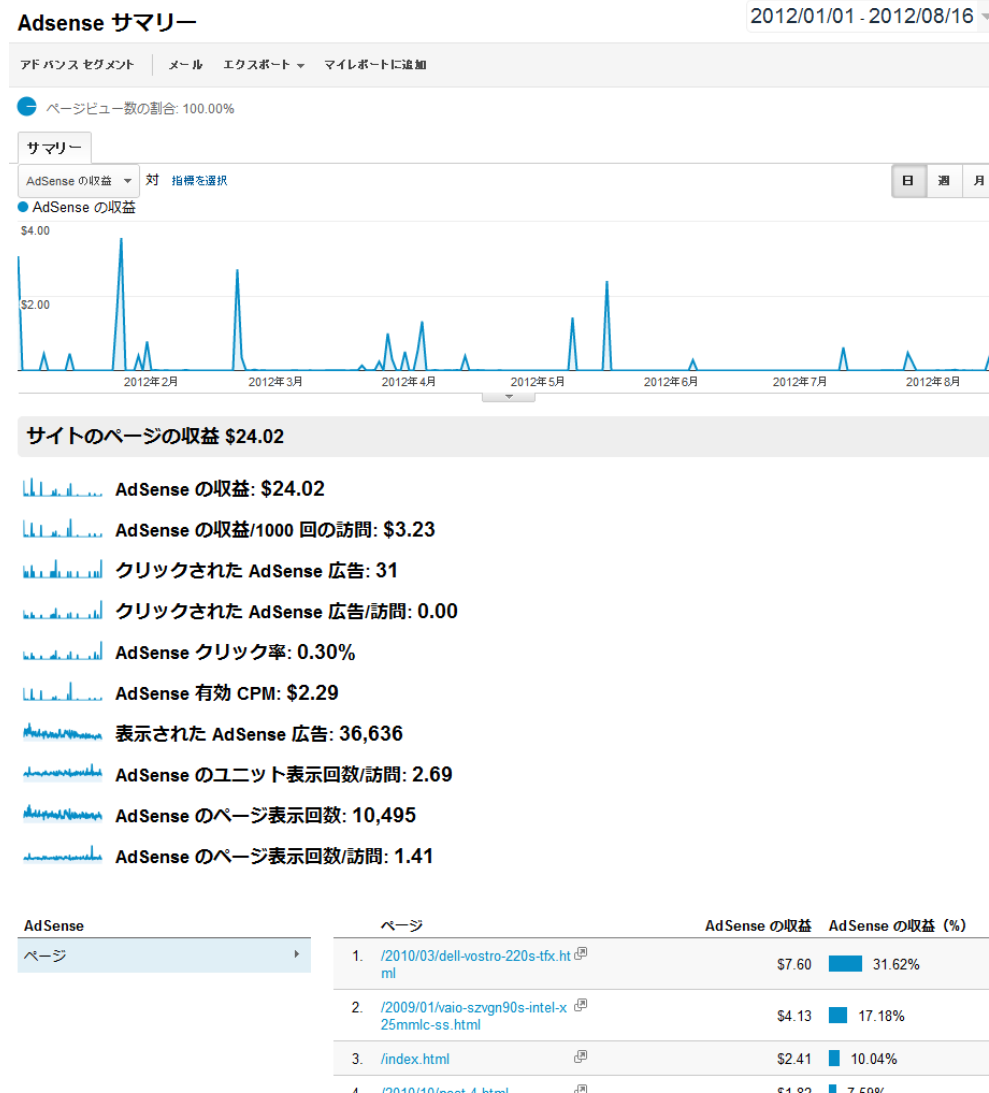 Adsense サマリー
2012/01/01 - 2012/08/16
アドバンス セグメント メール エクスポート マイレポートに追加
ページビュー数の割合: 100.00%
サマリー
AdSense の収益 対 指標を選択
日 週 月
AdSense の収益
$4.00
$2.00
2012年2月 2012年3月 2012年4月 2012年5月 2012年6月 2012年7月 2012年8月
サイトのページの収益 $24.02
AdSense の収益: $24.02
AdSense の収益/1000 回の訪問: $3.23
クリックされた AdSense 広告: 31
クリックされた AdSense 広告/訪問: 0.00
AdSense クリック率: 0.30%
AdSense 有効 CPM: $2.29
表示された AdSense 広告: 36,636
AdSense のユニット表示回数/訪問: 2.69
AdSense のページ表示回数: 10,495
AdSense のページ表示回数/訪問: 1.41
AdSense
ページ
ページ AdSense の収益 AdSense の収益（%）
1. /2010/03/dell-vostro-220s-tfx.ht
ml
$7.60 31.62%
2. /2009/01/vaio-szvgn90s-intel-x
25mmlc-ss.html
$4.13 17.18%
3. /index.html $2.41 10.04%
4. /2010/10/post-4.html $1.82 7.59%